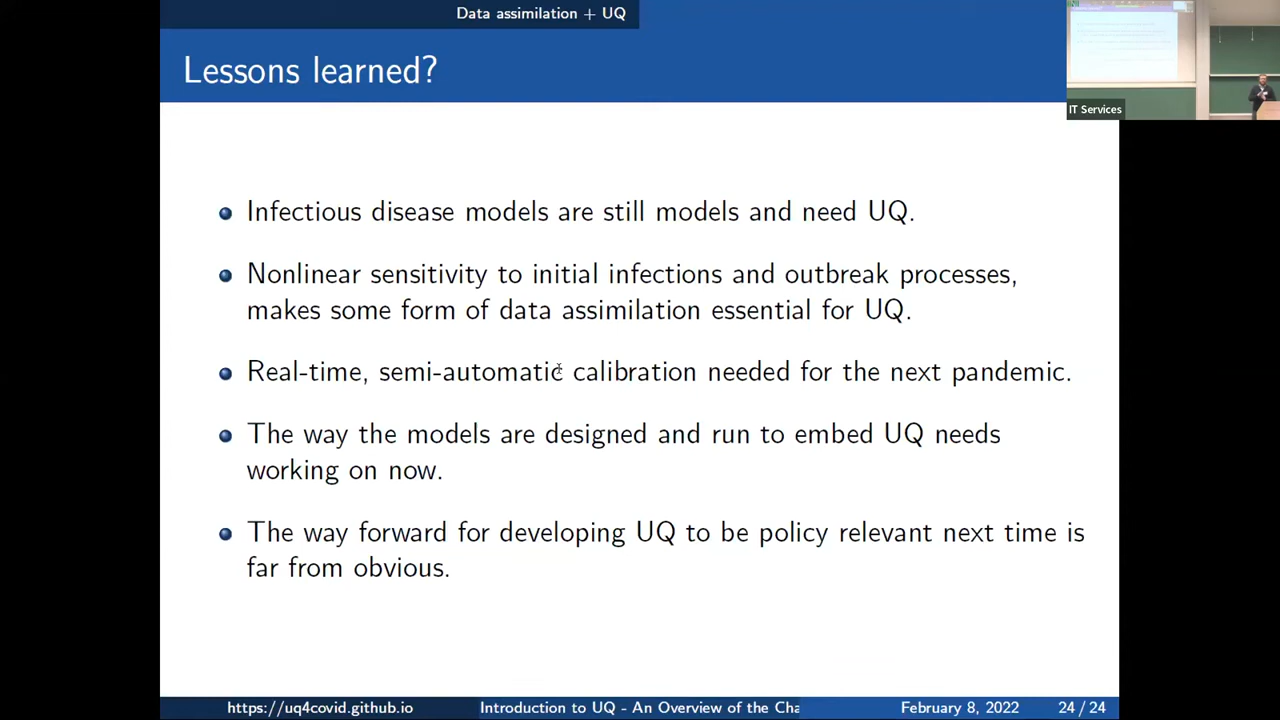 Data assimilation + UQ
Lessons learned?
IT Services
Infectious disease models are still models and need UQ.
Nonlinear sensitivity to initial infections and outbreak processes,
makes some form of data assimilation essential for UQ.
Real-time, semi-automatic calibration needed for the next pandemic.
The way the models are designed and run to embed UQ needs
working on now.
The way forward for developing UQ to be policy relevant next time is
far from obvious.
https://uq4covid.github.io
Introduction to UQ - An Overview of the Cha
February 8, 2022
24 / 24